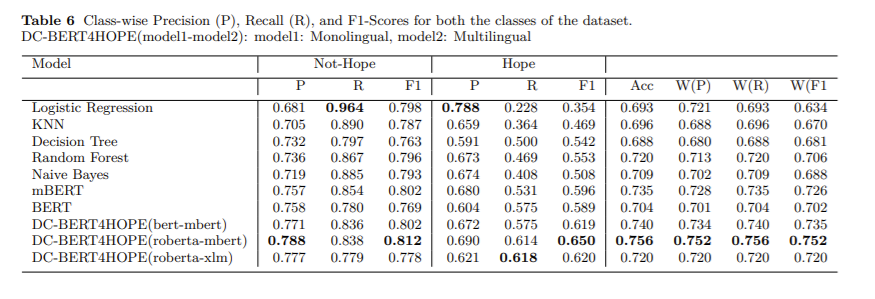 Table 6 Class-wise Precision (P), Recall (R), and F1-Scores for both the classes of the dataset.
DC-BERT4HOPE(model1-model2): model1: Monolingual, model2: Multilingual
Model Not-Hope Hope
P R F1 P R F1 Acc W(P) W(R) W(F1
Logistic Regression 0.681 0.964 0.798 0.788 0.228 0.354 0.693 0.721 0.693 0.634
KNN 0.705 0.890 0.787 0.659 0.364 0.469 0.696 0.688 0.696 0.670
Decision Tree 0.732 0.797 0.763 0.591 0.500 0.542 0.688 0.680 0.688 0.681
Random Forest 0.736 0.867 0.796 0.673 0.469 0.553 0.720 0.713 0.720 0.706
Naive Bayes 0.719 0.885 0.793 0.674 0.408 0.508 0.709 0.702 0.709 0.688
mBERT 0.757 0.854 0.802 0.680 0.531 0.596 0.735 0.728 0.735 0.726
BERT 0.758 0.780 0.769 0.604 0.575 0.589 0.704 0.701 0.704 0.702
DC-BERT4HOPE(bert-mbert) 0.771 0.836 0.802 0.672 0.575 0.619 0.740 0.734 0.740 0.735
DC-BERT4HOPE(roberta-mbert) 0.788 0.838 0.812 0.690 0.614 0.650 0.756 0.752 0.756 0.752
DC-BERT4HOPE(roberta-xlm) 0.777 0.779 0.778 0.621 0.618 0.620 0.720 0.720 0.720 0.720